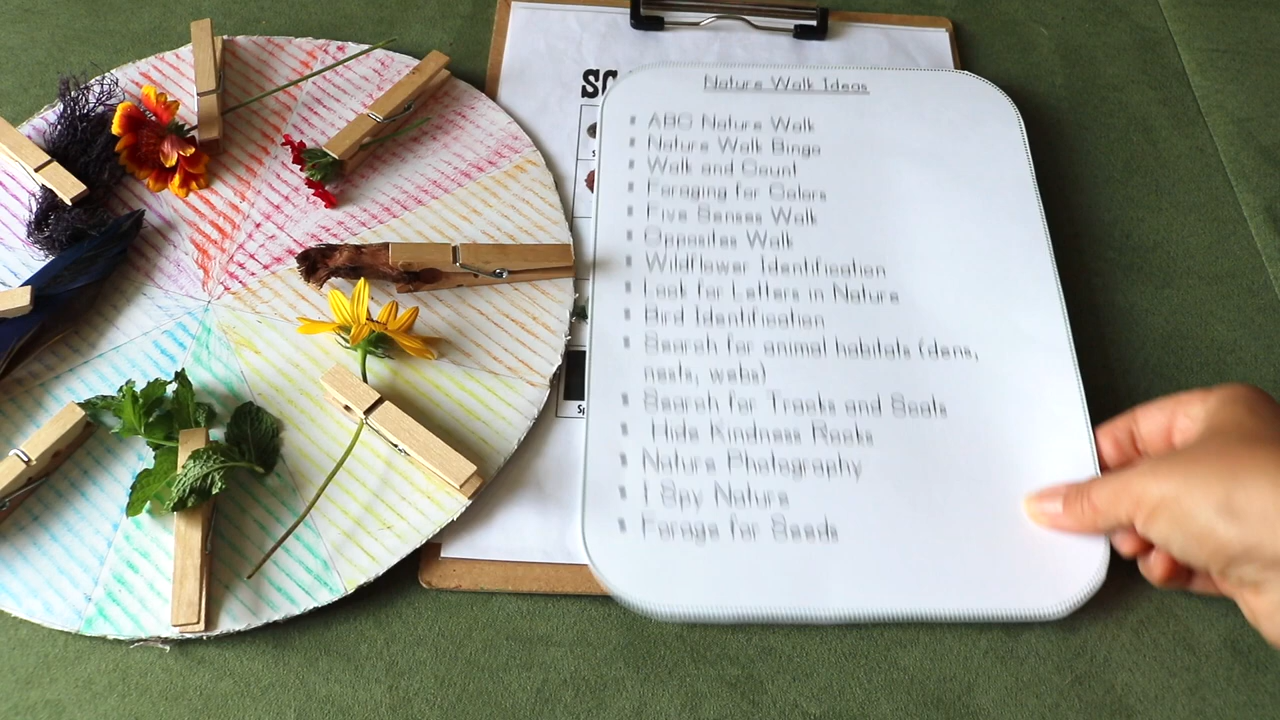 SC
Nature Walk Ideas
ABC Nature Walk
Nature Walk Bingo
Walk and Count
Foraging for Colors
Five Senses Walk
Opposites Walk
Wildflower Identification
Look for Letters in Nature
Bird Identification
Search for animal habitats (dens,
nests, webs)
Search for Tracks and Scats
Hide Kindness Rocks
Nature Photography
I Spy Nature
Forage for Seeds